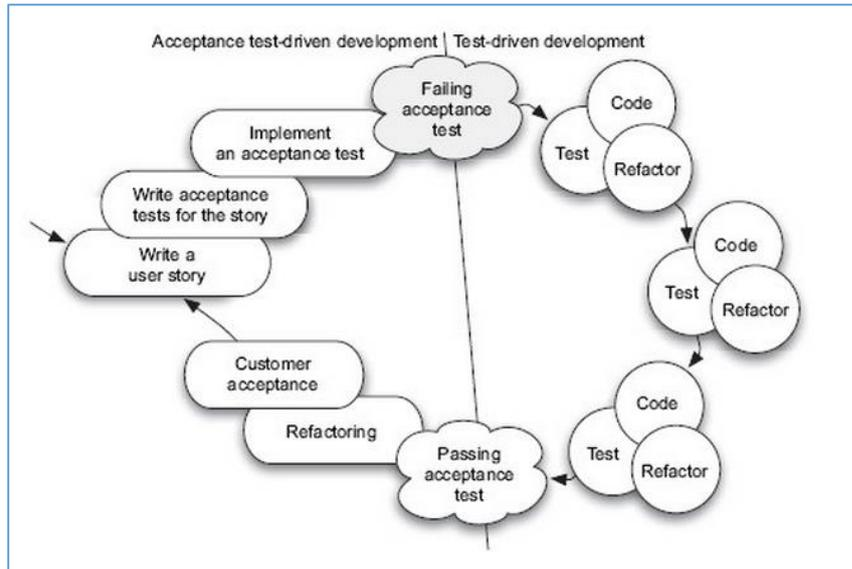 Acceptance test-driven development
Test-driven development
Failing
acceptance
test
Implement
an acceptance test
Write acceptance
tests for the story
Write a
user story
Code
Test
Refactor
Code
Test
Refactor
Code
Test
Refactor
Passing
acceptance
test
Refactoring
Customer
acceptance